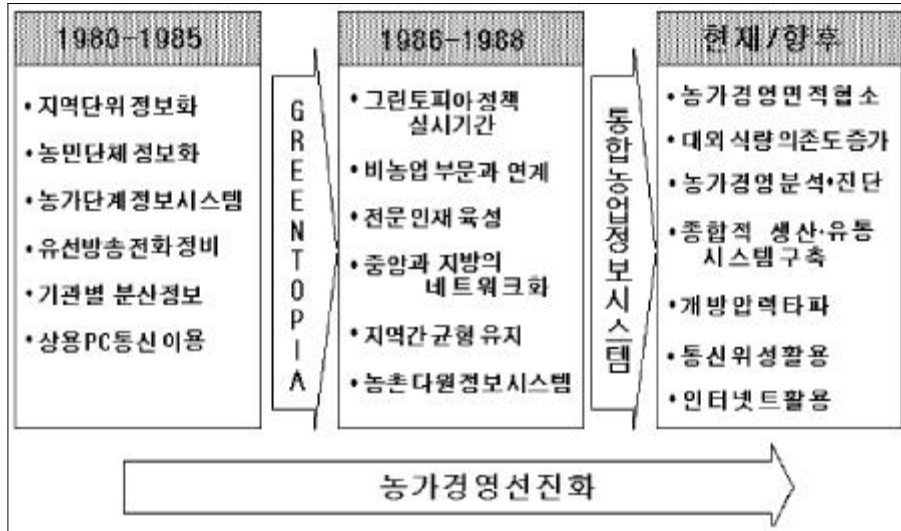 1980-1985
•지역단위정보화
•농민단체정보화
•농가단계정보시스템
•유선방송전화정비
•기관별 분산정보
•상용PC통신이용
GREENTOPIA
1986-1988
•그린토피아정책
실시기간
•비농업부문과 연계
•전문인재육성
•중앙과 지방의
네트워크화
•지역간균형유지
•농촌다원정보시스템
통합농업정보시스템
현재/향후
•농가경영면적협소
•대외식량의존도증가
•농가경영분석•진단
•종합적 생산·유통
시스템구축
•개방압력타파
•통신위성활용
•인터넷트활용
농가경영선진화